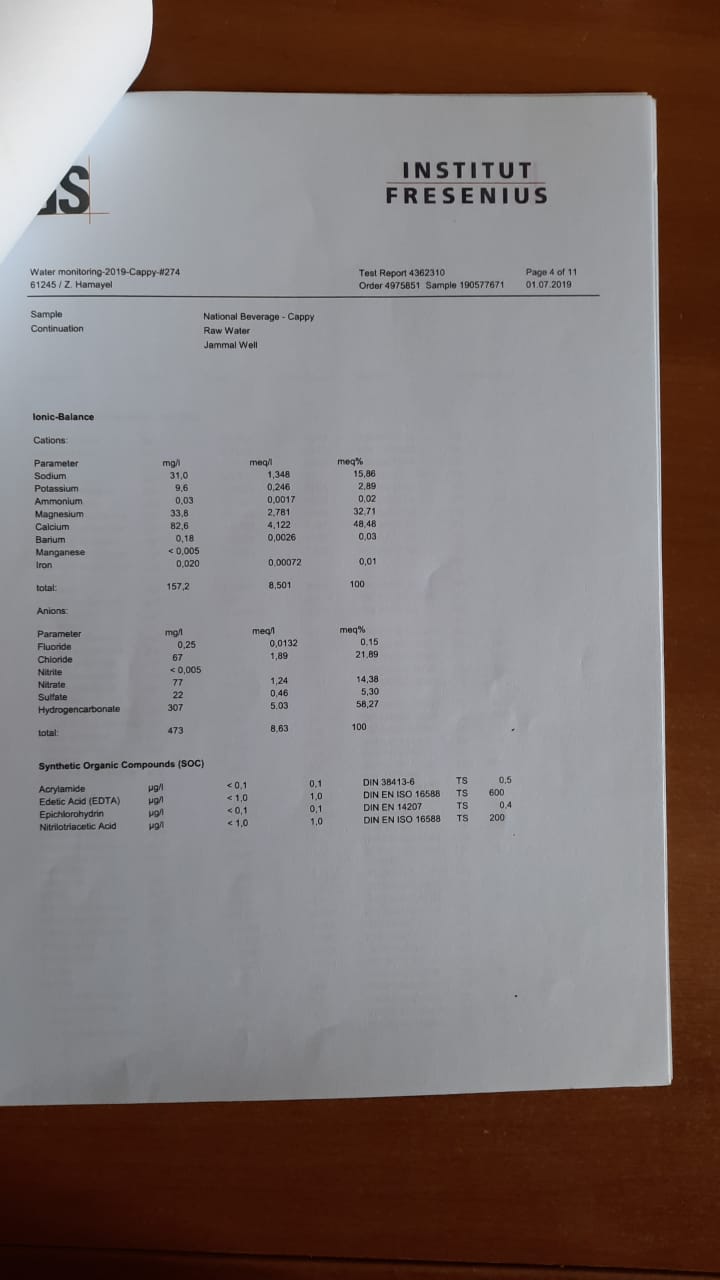 GS
INSTITUT
FRESENIUS
Water monitoring-2019-Cappy-#274 Test Report 4362310 Page 4 of 11
61245 / Z. Hamayel Order 4975851 Sample 190577671 01.07.2019
Sample National Beverage - Cappy
Continuation Raw Water
Jammal Well
Ionic-Balance
Cations:
Parameter mg/l meq/l meq%
Sodium 31,0 1,348 15,86
Potassium 9,6 0,246 2,89
Ammonium 0,03 0,0017 0,02
Magnesium 33,8 2,781 32,71
Calcium 82,6 4,122 48,48
Barium 0,18 0,0026 0,03
Manganese < 0,005
Iron 0,020 0,00072 0,01
total: 157,2 8,501 100
Anions:
Parameter mg/l meq/l meq%
Fluoride 0,25 0,0132 0,15
Chloride 67 1,89 21,89
Nitrite < 0,005
Nitrate 77 1,24 14,38
Sulfate 22 0,46 5,30
Hydrogencarbonate 307 5,03 58,27
total: 473 8,63 100
Synthetic Organic Compounds (SOC)
Acrylamide µg/l < 0,1 0,1 DIN 38413-6 TS 0,5
Edetic Acid (EDTA) µg/l < 1,0 1,0 DIN EN ISO 16588 TS 600
Epichlorohydrin µg/l < 0,1 0,1 DIN EN 14207 TS 0,4
Nitrilotriacetic Acid µg/l < 1,0 1,0 DIN EN ISO 16588 TS 200